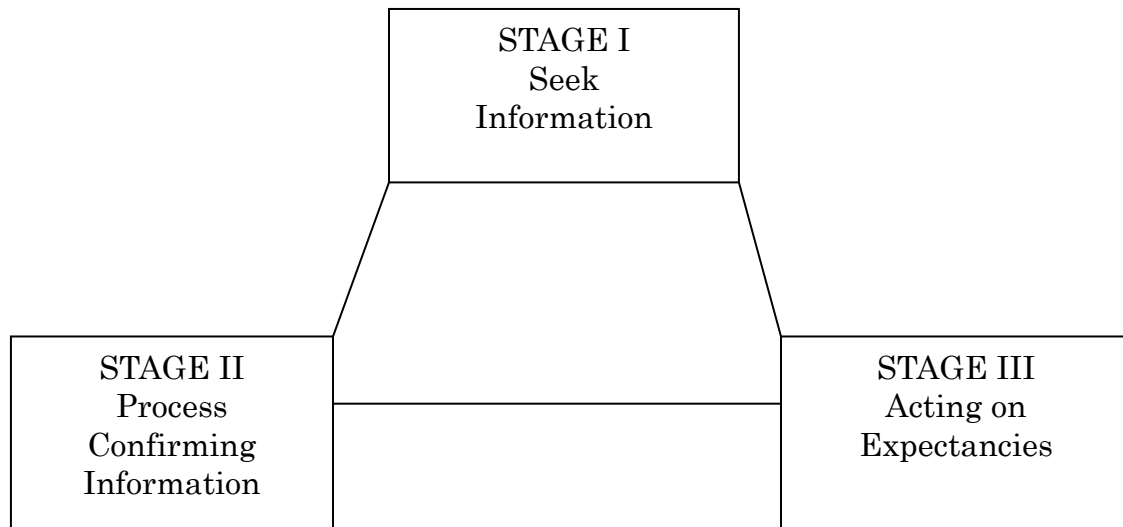 STAGE I
Seek
Information
STAGE II
Process
Confirming
Information
STAGE III
Acting on
Expectancies